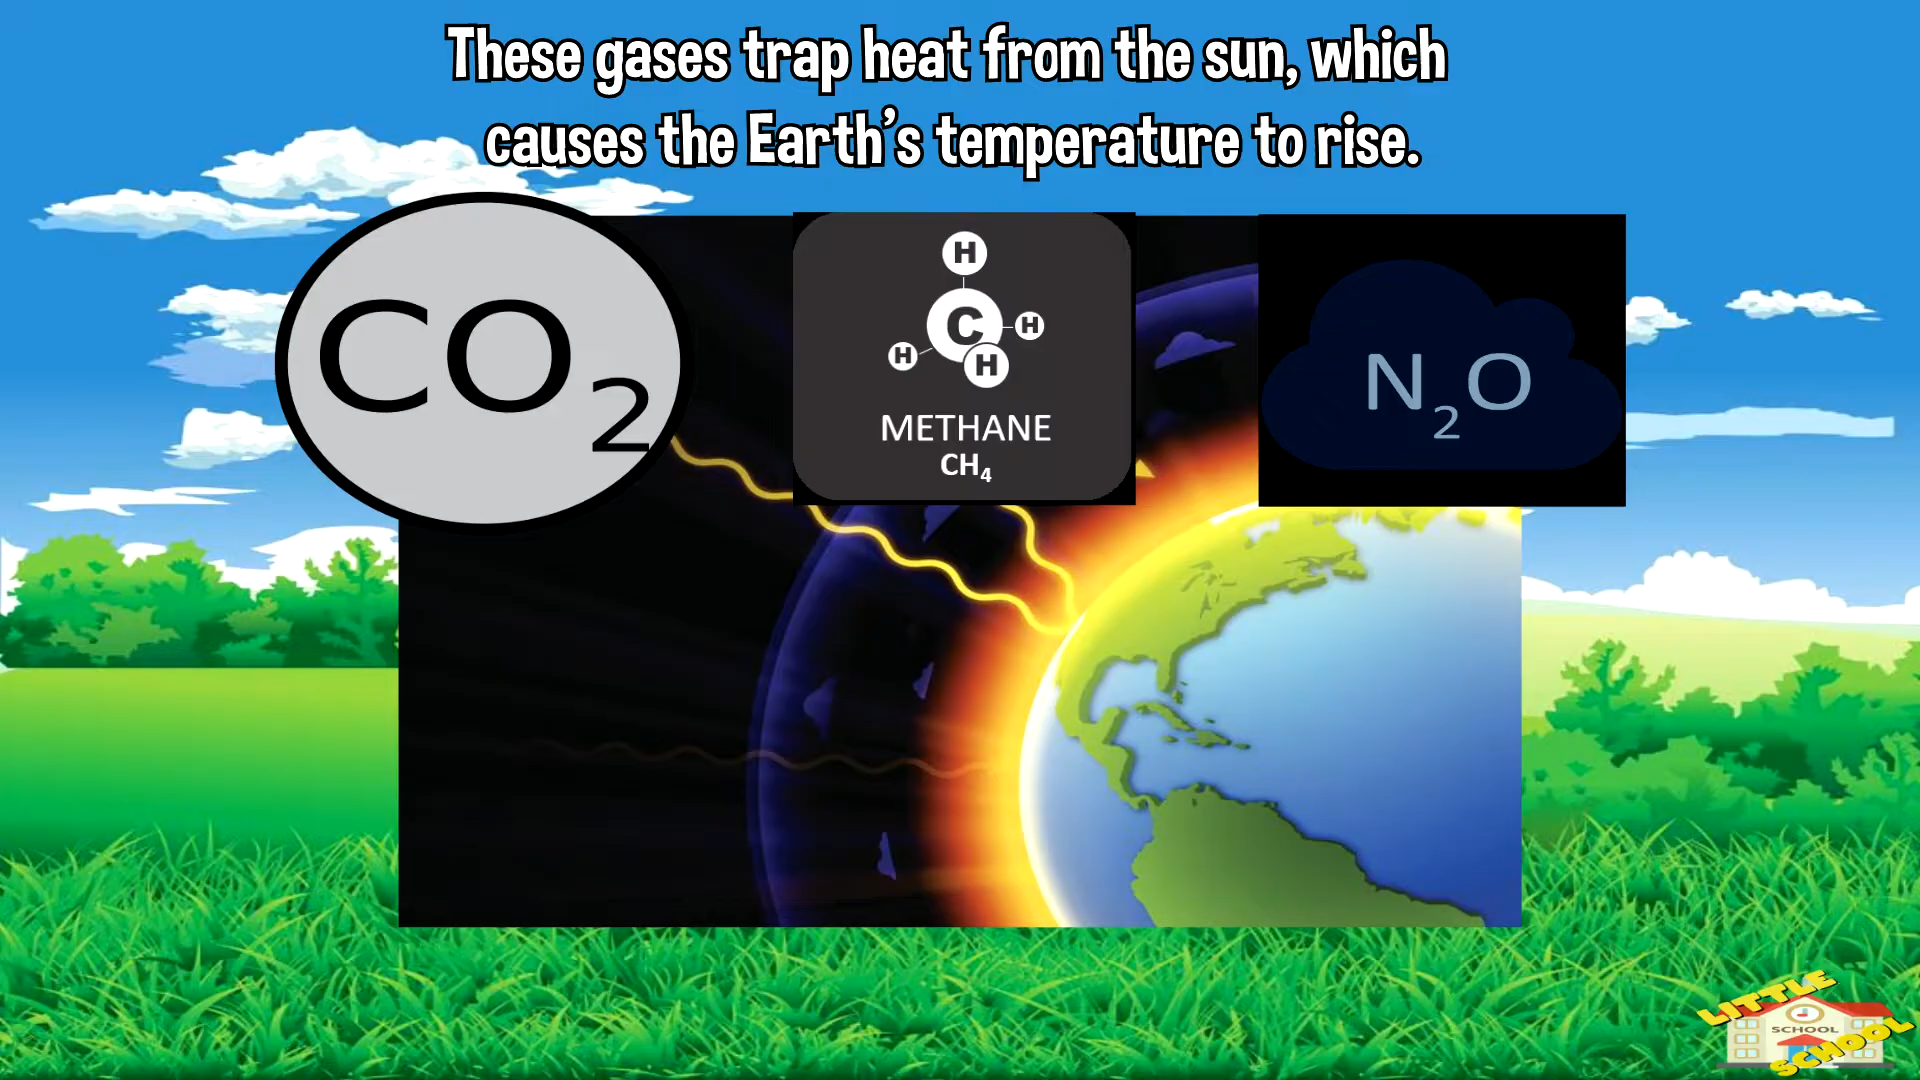 These gases trap heat from the sun, which
causes the Earth's temperature to rise.
CO₂
H
C
H
H
H
METHANE
CH₄
N₂O
LITTLE
SCHOOL
SCHOOL